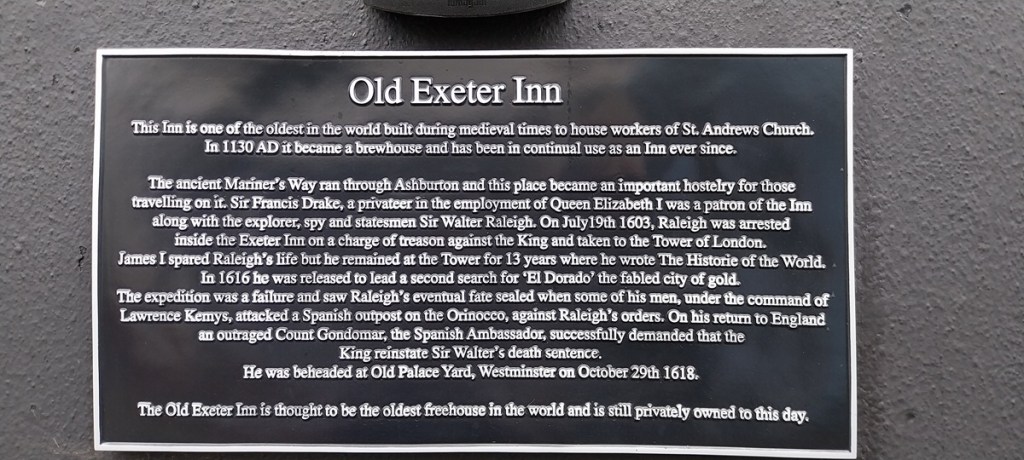 Old Exeter Inn
This Inn is one of the oldest in the world built during medieval times to house workers of St. Andrews Church.
In 1130 AD it became a brewhouse and has been in continual use as an Inn ever since.
The ancient Mariner's Way ran through Ashburton and this place became an important hostelry for those
travelling on it. Sir Francis Drake, a privateer in the employment of Queen Elizabeth I was a patron of the Inn
along with the explorer, spy and statesmen Sir Walter Raleigh. On July19th 1603, Raleigh was arrested
inside the Exeter Inn on a charge of treason against the King and taken to the Tower of London.
James I spared Raleigh's life but he remained at the Tower for 13 years where he wrote The Historie of the World.
In 1616 he was released to lead a second search for 'El Dorado' the fabled city of gold.
The expedition was a failure and saw Raleigh's eventual fate sealed when some of his men, under the command of
Lawrence Kemys, attacked a Spanish outpost on the Orinocco, against Raleigh's orders. On his return to England
an outraged Count Gondomar, the Spanish Ambassador, successfully demanded that the
King reinstate Sir Walter's death sentence.
He was beheaded at Old Palace Yard, Westminster on October 29th 1618.
The Old Exeter Inn is thought to be the oldest freehouse in the world and is still privately owned to this day.